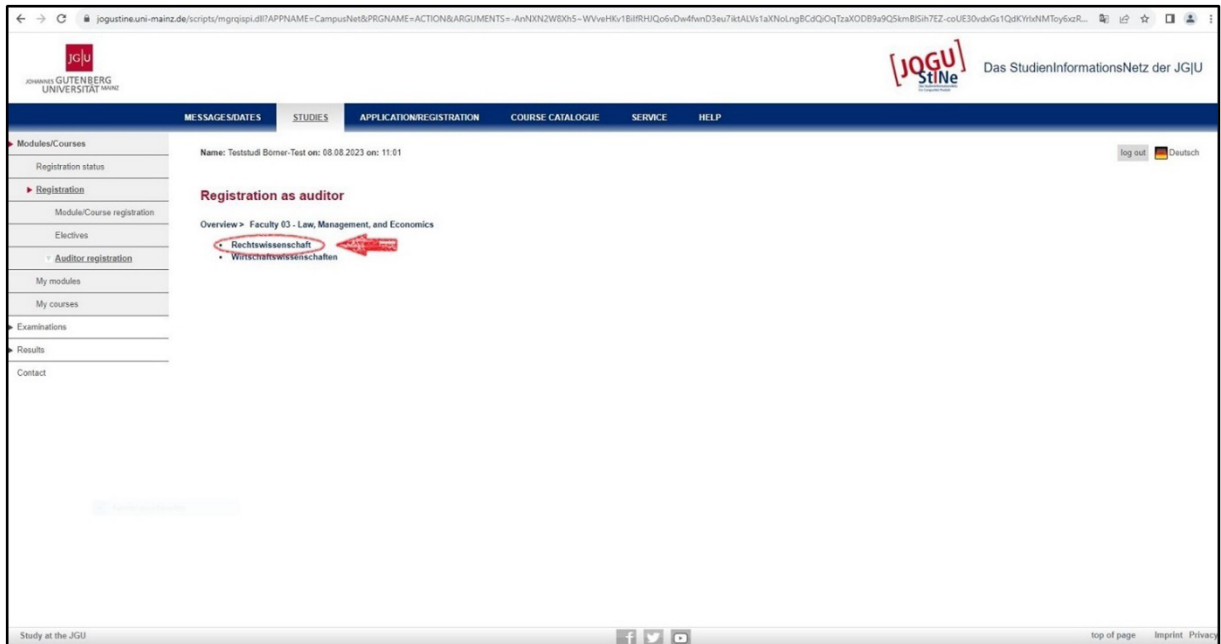 jogustine.uni-mainz.de/scripts/mgrqispi.dll?APPNAME=CampusNet&PRGNAME=ACTION&ARGUMENTS=
JG|U
JOHANNES GUTENBERG
UNIVERSITÄT MAINZ
JOGU
StINe
Das StudienInformationsNetz der JG|U
MESSAGES/DATES STUDIES APPLICATION/REGISTRATION COURSE CATALOGUE SERVICE HELP
Modules/Courses
Registration status
Registration
Module/Course registration
Electives
Auditor registration
My modules
My courses
Examinations
Results
Contact
Name: Teststudi Börner-Test on: 08.08.2023 on: 11:01
log out Deutsch
Registration as auditor
Overview > Faculty 03 - Law, Management, and Economics
• Rechtswissenschaft
• Wirtschaftswissenschaften
Study at the JGU
top of page Imprint Privacy